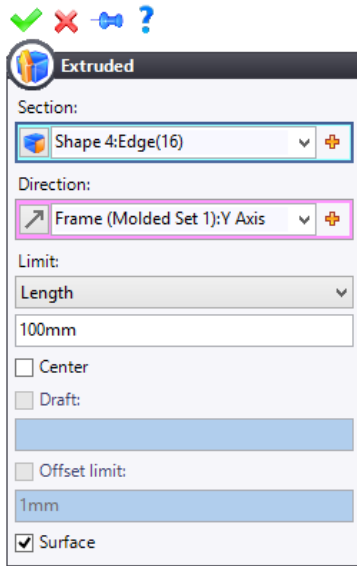 ?
Extruded
Section:
Shape 4:Edge(16)
Direction:
Frame (Molded Set 1):Y Axis
Limit:
Length
100mm
Center
Draft:
Offset limit:
1mm
Surface